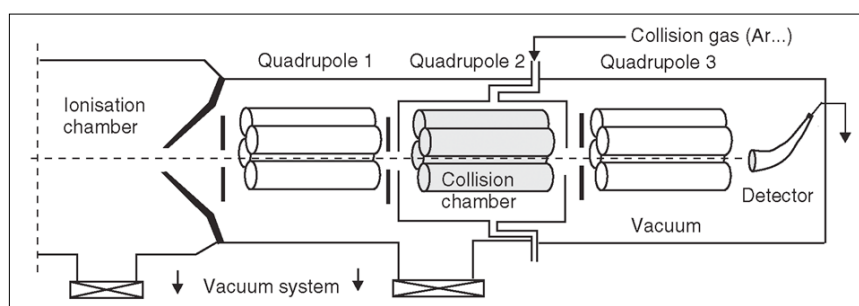 Collision gas (Ar...)
Quadrupole 1
Quadrupole 2
Quadrupole 3
Ionisation
chamber
Collision
chamber
Detector
Vacuum
Vacuum system